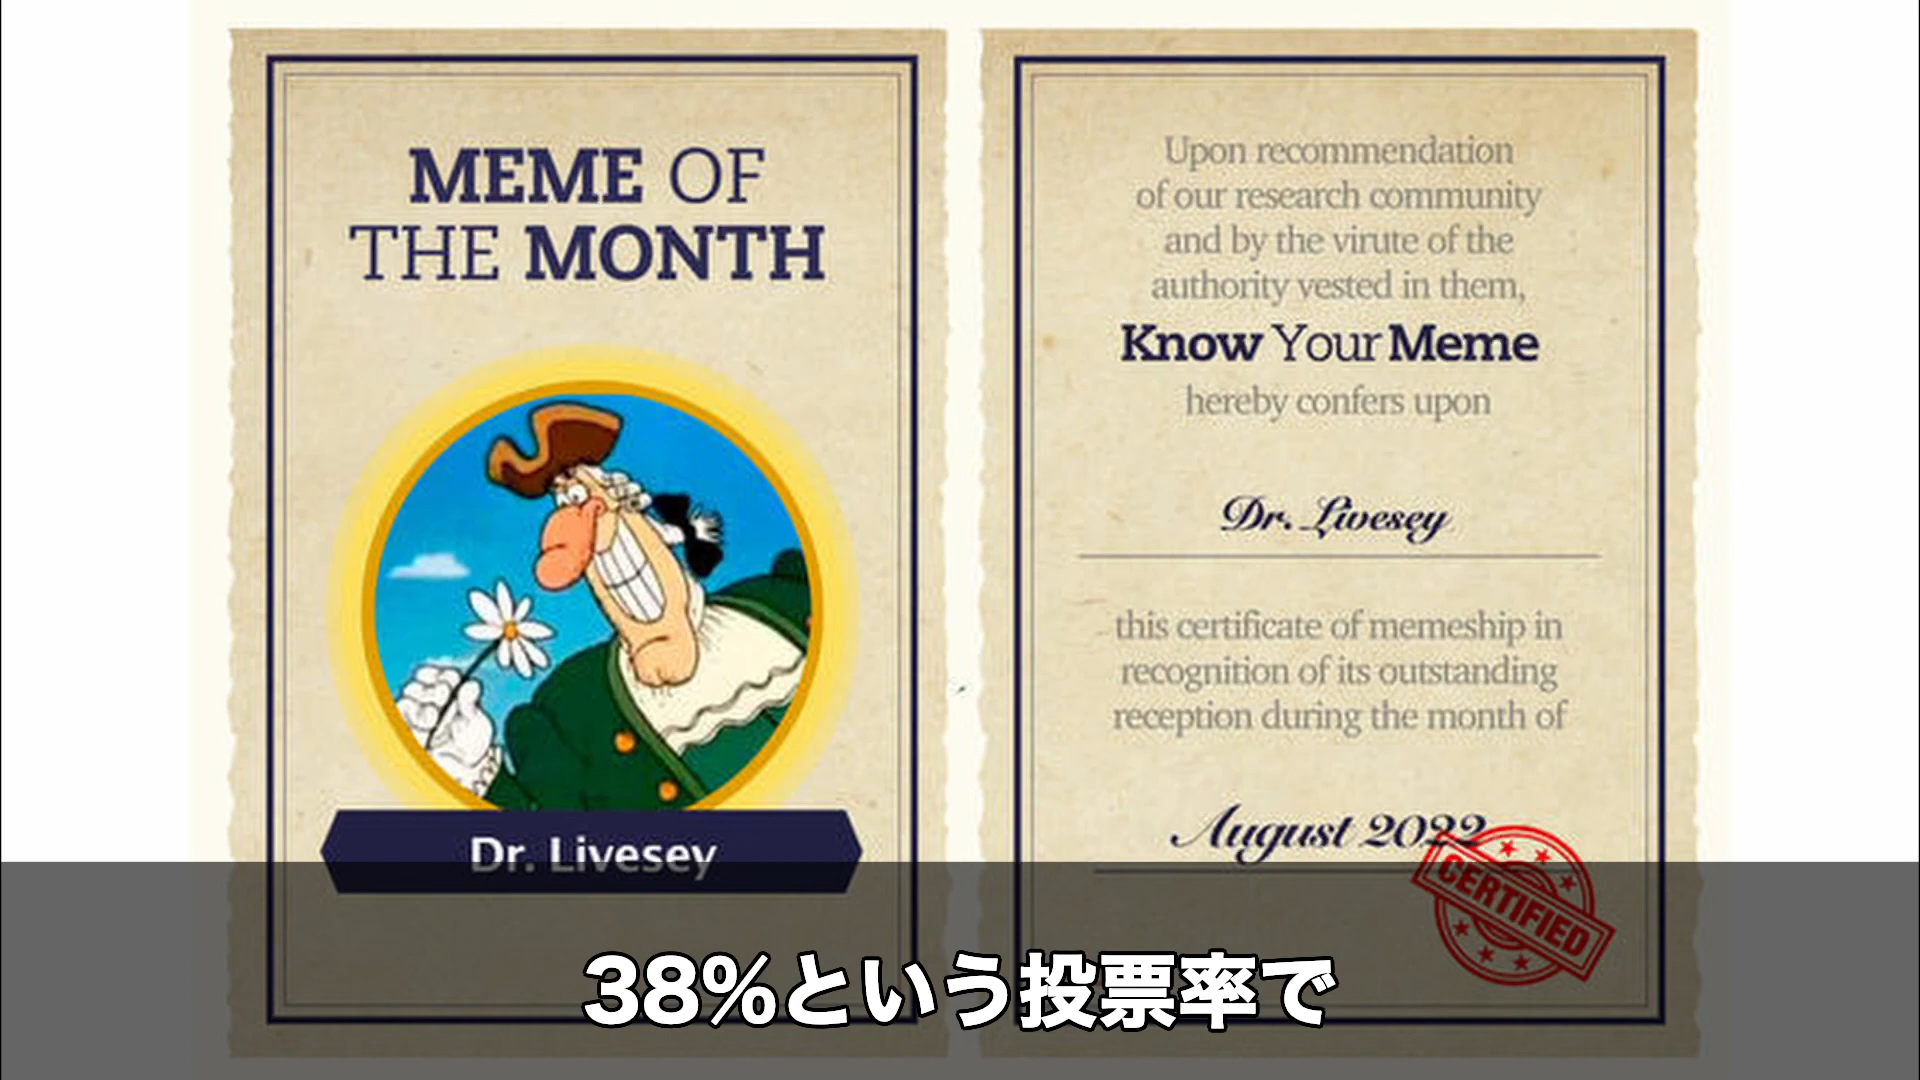 MEME OF
THE MONTH
Dr. Livesey
Upon recommendation
of our research community
and by the virute of the
authority vested in them,
Know Your Meme
hereby confers upon
Dr. Livesey
this certificate of memeship in
recognition of its outstanding
reception during the month of
August 2022
CERTIFIED
38%という投票率で